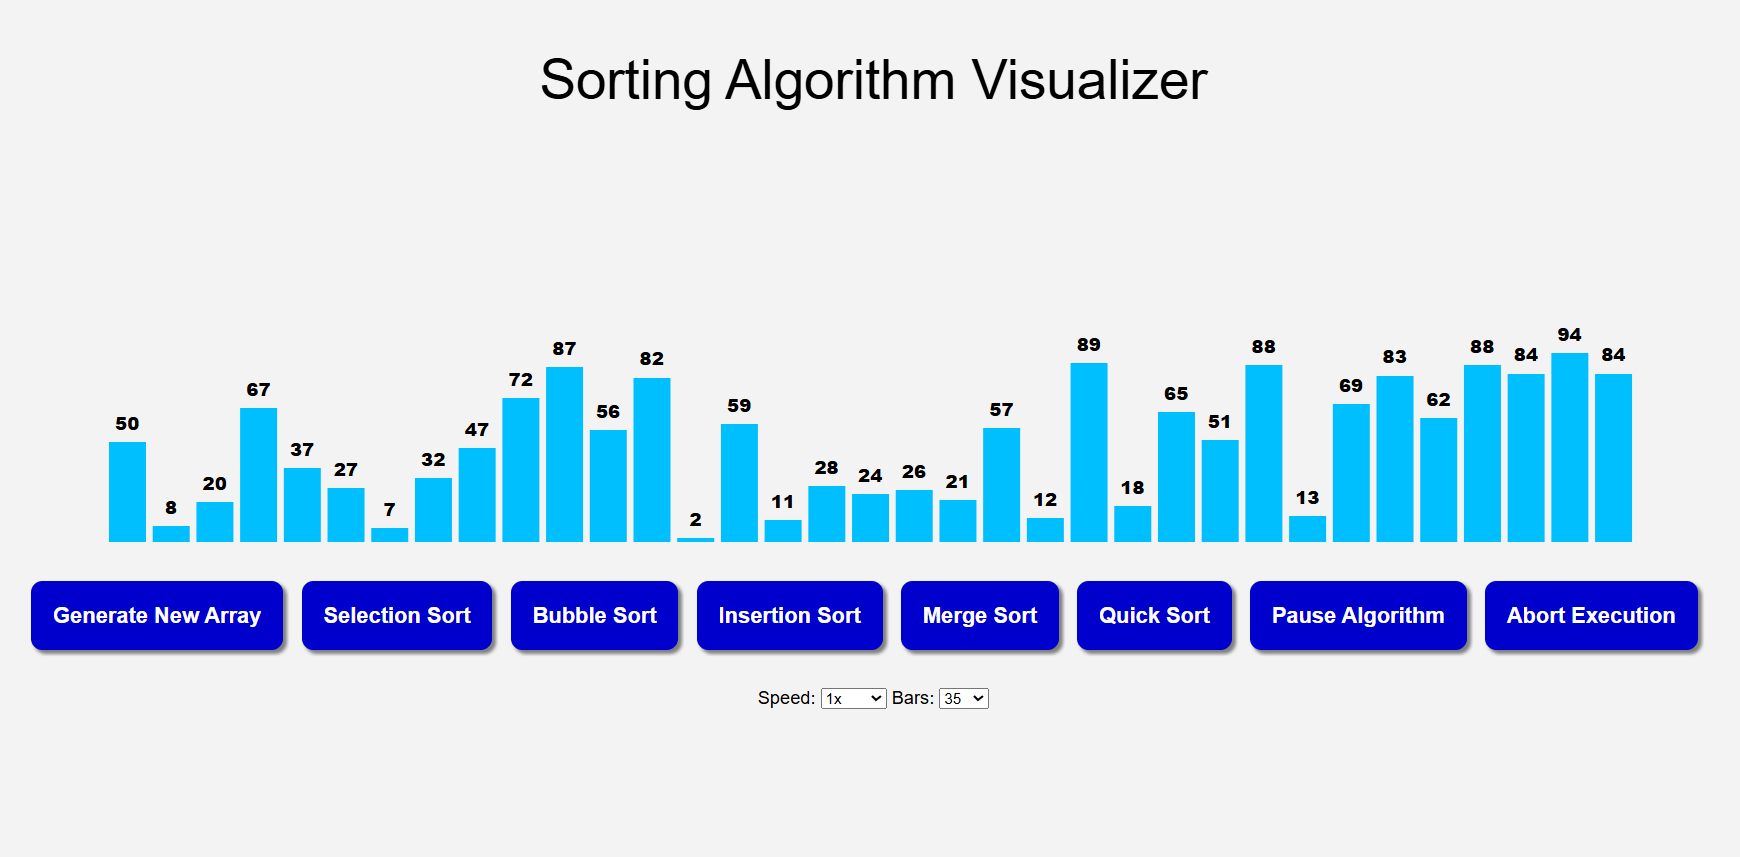 Sorting Algorithm Visualizer
50 8 20 67 37 27 7 32 47 72 87 56 82 2 59 11 28 24 26 21 57 12 89 18 65 51 88 13 69 83 62 88 84 94 84
Generate New Array Selection Sort Bubble Sort Insertion Sort Merge Sort Quick Sort Pause Algorithm Abort Execution
Speed: 1x Bars: 35